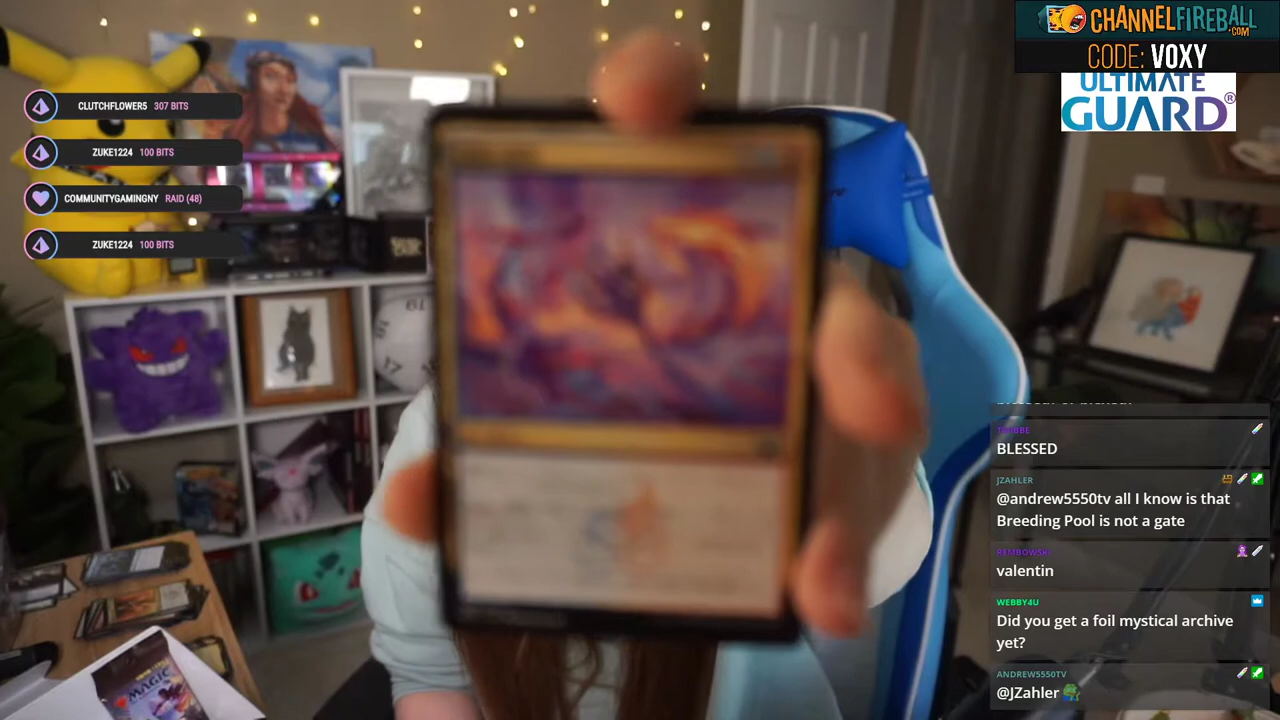 CHANNELFIREBALL
.COM
CODE: VOXY
ULTIMATE
GUARD®
CLUTCHFLOWER5 307 BITS
ZUKE1224 100 BITS
COMMUNITYGAMINGNY RAID (48)
ZUKE1224 100 BITS
BLESSED
JZAHLER
@andrew5550tv all I know is that
Breeding Pool is not a gate
REMBOWSKI
valentin
WEBBY4U
Did you get a foil mystical archive
yet?
ANDREW5550TV
@JZahler
MAGIC